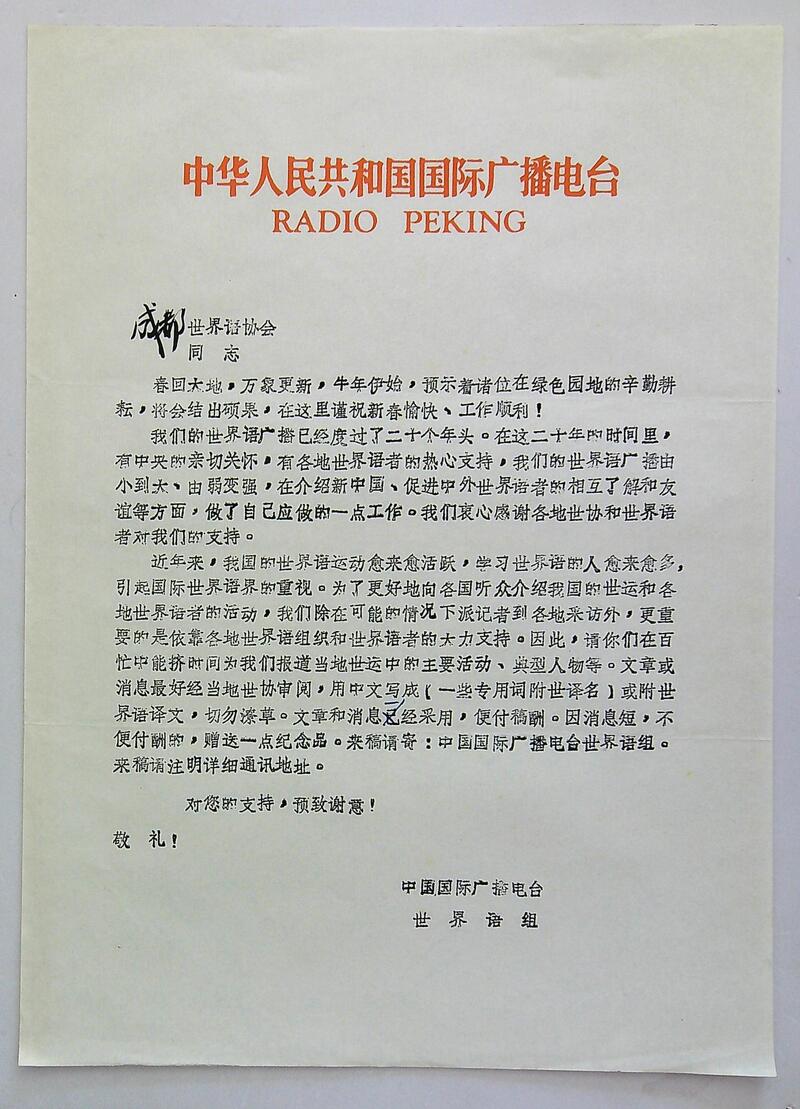 中华人民共和国国际广播电台
RADIO PEKING
成都世界语协会
同 志
春回大地，万象更新，牛年伊始，预示着诸位在绿色园地的辛勤耕
耘，将会结出硕果，在这里谨祝新春愉快、工作顺利！
我们的世界语广播已经度过了二十个年头。在这二十年的时间里，
有中央的亲切关怀，有各地世界语者的热心支持，我们的世界语广播由
小到大、由弱变强，在介绍新中国、促进中外世界语者的相互了解和友
谊等方面，做了自己应做的一点工作。我们衷心感谢各地世协和世界语
者对我们的支持。
近年来，我国的世界语运动愈来愈活跃，学习世界语的人愈来愈多，
引起国际世界语界的重视。为了更好地向各国听众介绍我国的世运和各
地世界语者的活动，我们除在可能的情况下派记者到各地采访外，更重
要的是依靠各地世界语组织和世界语者的大力支持。因此，请你们在百
忙中能挤时间为我们报道当地世运中的主要活动、典型人物等。文章或
消息最好经当地世协审阅，用中文写成（一些专用词附世译名）或附世
界语译文，切勿潦草。文章和消息一经采用，便付稿酬。因消息短，不
便付酬的，赠送一点纪念品。来稿请寄：中国国际广播电台世界语组。
来稿请注明详细通讯地址。
对您的支持，预致谢意！
敬 礼！
中国国际广播电台
世 界 语 组